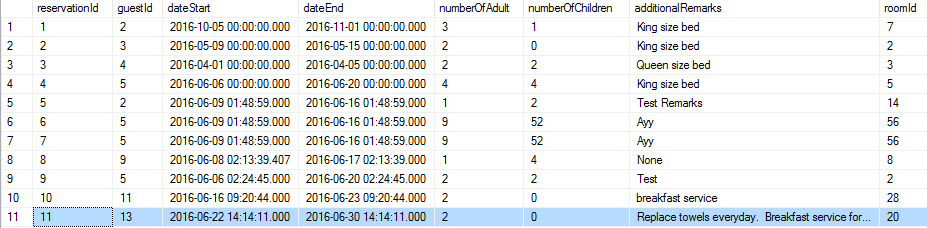 reservationId guestId dateStart dateEnd numberOfAdult numberOfChildren additionalRemarks roomId
1 1 2 2016-10-05 00:00:00.000 2016-11-01 00:00:00.000 3 1 King size bed 7
2 2 3 2016-05-09 00:00:00.000 2016-05-15 00:00:00.000 2 0 King size bed 2
3 3 4 2016-04-01 00:00:00.000 2016-04-05 00:00:00.000 2 2 Queen size bed 3
4 4 5 2016-06-06 00:00:00.000 2016-06-20 00:00:00.000 4 4 King size bed 5
5 5 2 2016-06-09 01:48:59.000 2016-06-16 01:48:59.000 1 2 Test Remarks 14
6 6 5 2016-06-09 01:48:59.000 2016-06-16 01:48:59.000 9 52 Ayy 56
7 7 5 2016-06-09 01:48:59.000 2016-06-16 01:48:59.000 9 52 Ayy 56
8 8 9 2016-06-08 02:13:39.407 2016-06-17 02:13:39.000 1 4 None 8
9 9 5 2016-06-06 02:24:45.000 2016-06-20 02:24:45.000 2 2 Test 2
10 10 11 2016-06-16 09:20:44.000 2016-06-23 09:20:44.000 2 0 breakfast service 28
11 11 13 2016-06-22 14:14:11.000 2016-06-30 14:14:11.000 2 0 Replace towels everyday.  Breakfast service for... 20